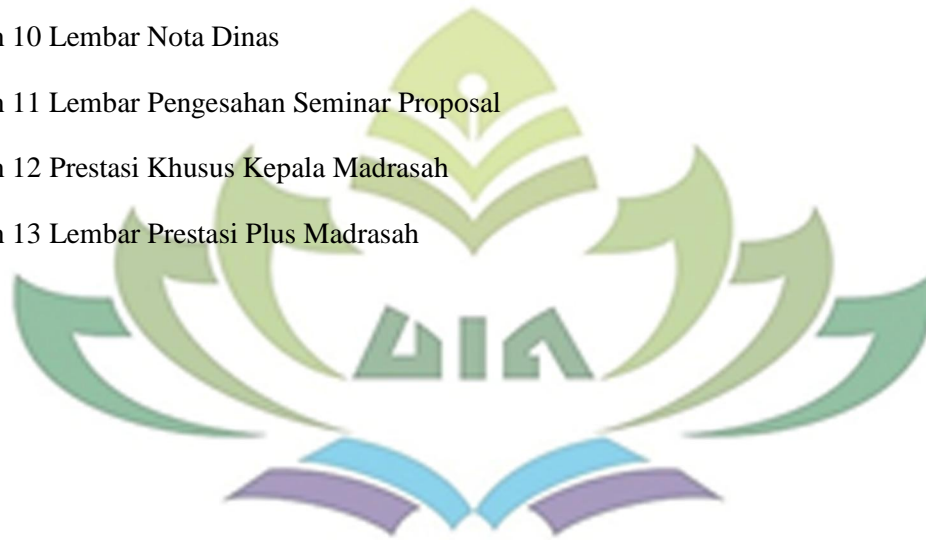 n 10 Lembar Nota Dinas
n 11 Lembar Pengesahan Seminar Proposal
n 12 Prestasi Khusus Kepala Madrasah
n 13 Lembar Prestasi Plus Madrasah
UIN